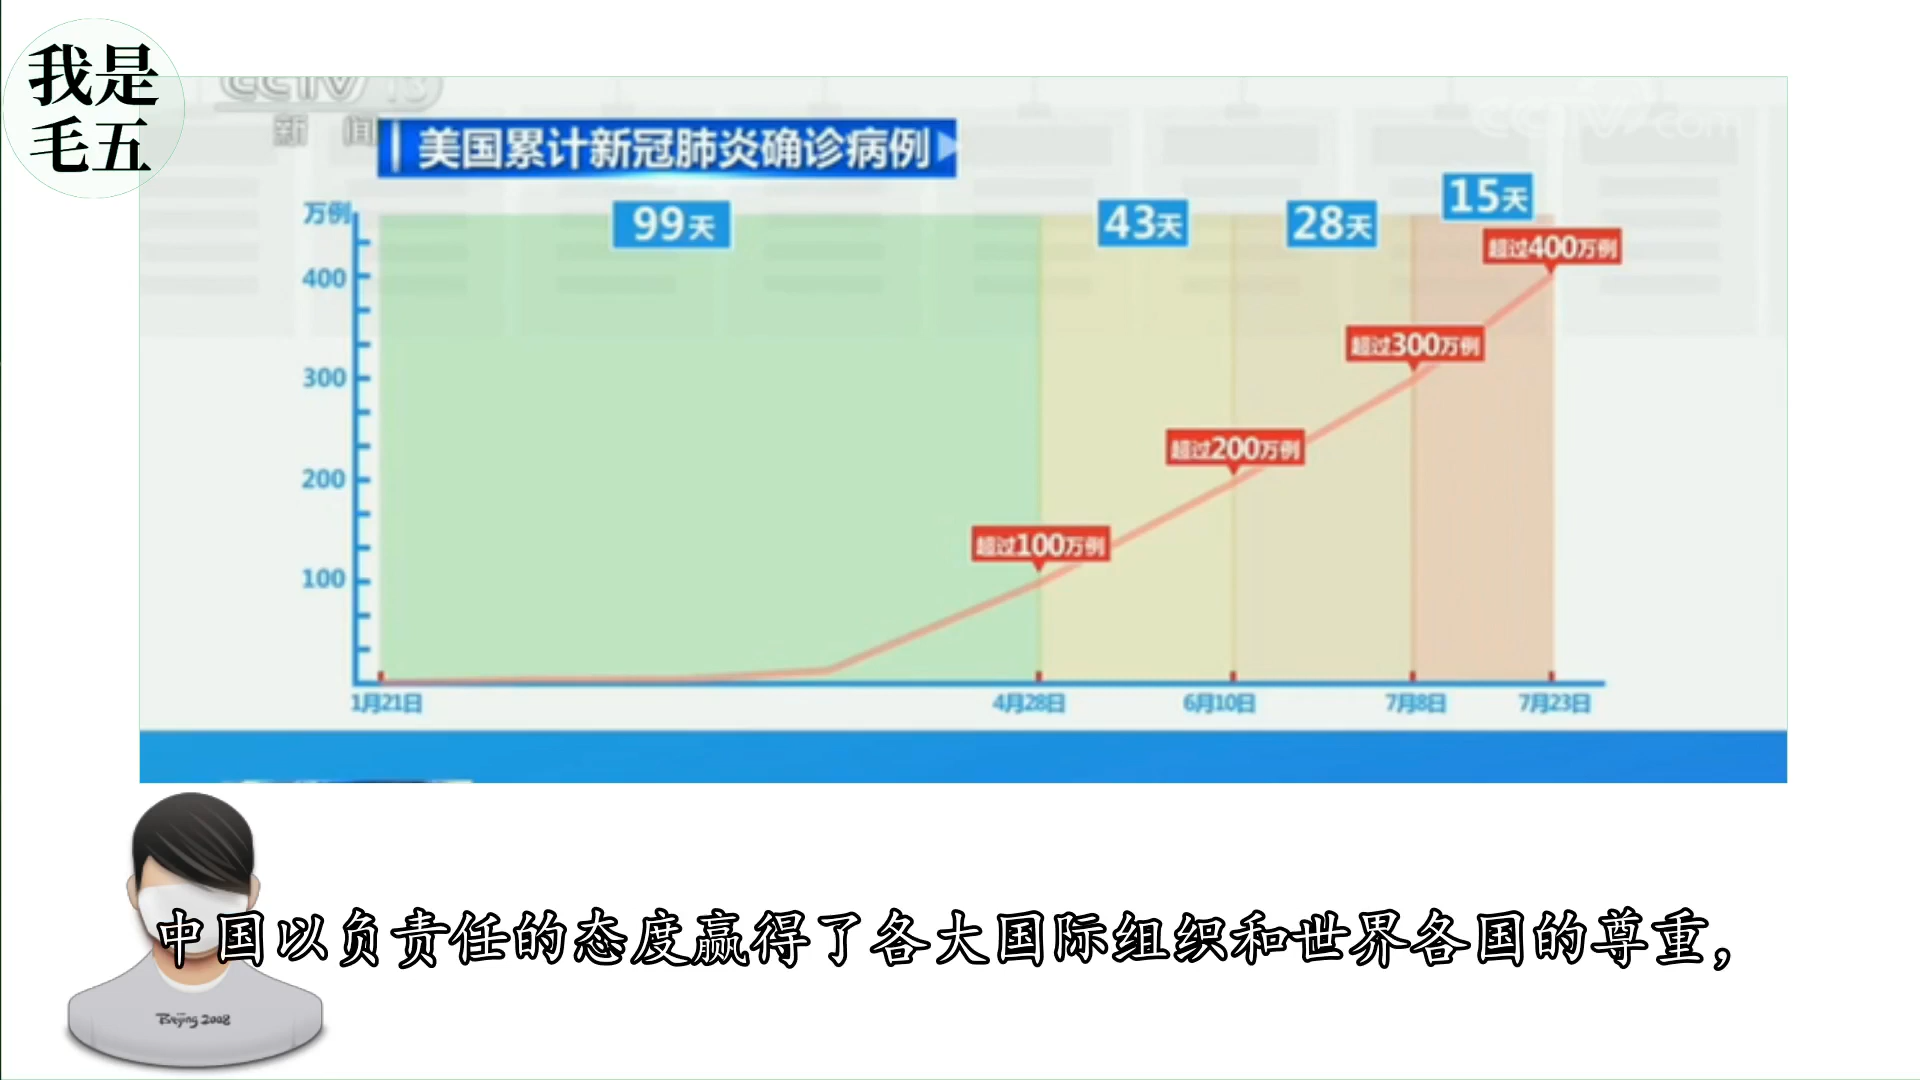 我是
毛五
CCTV 13
新闻
CCTV.com
美国累计新冠肺炎确诊病例
万例
99天
43天
28天
15天
超过400万例
400
超过300万例
300
超过200万例
200
超过100万例
100
1月21日
4月28日
6月10日
7月8日
7月23日
中国以负责任的态度赢得了各大国际组织和世界各国的尊重，
Beijing 2008